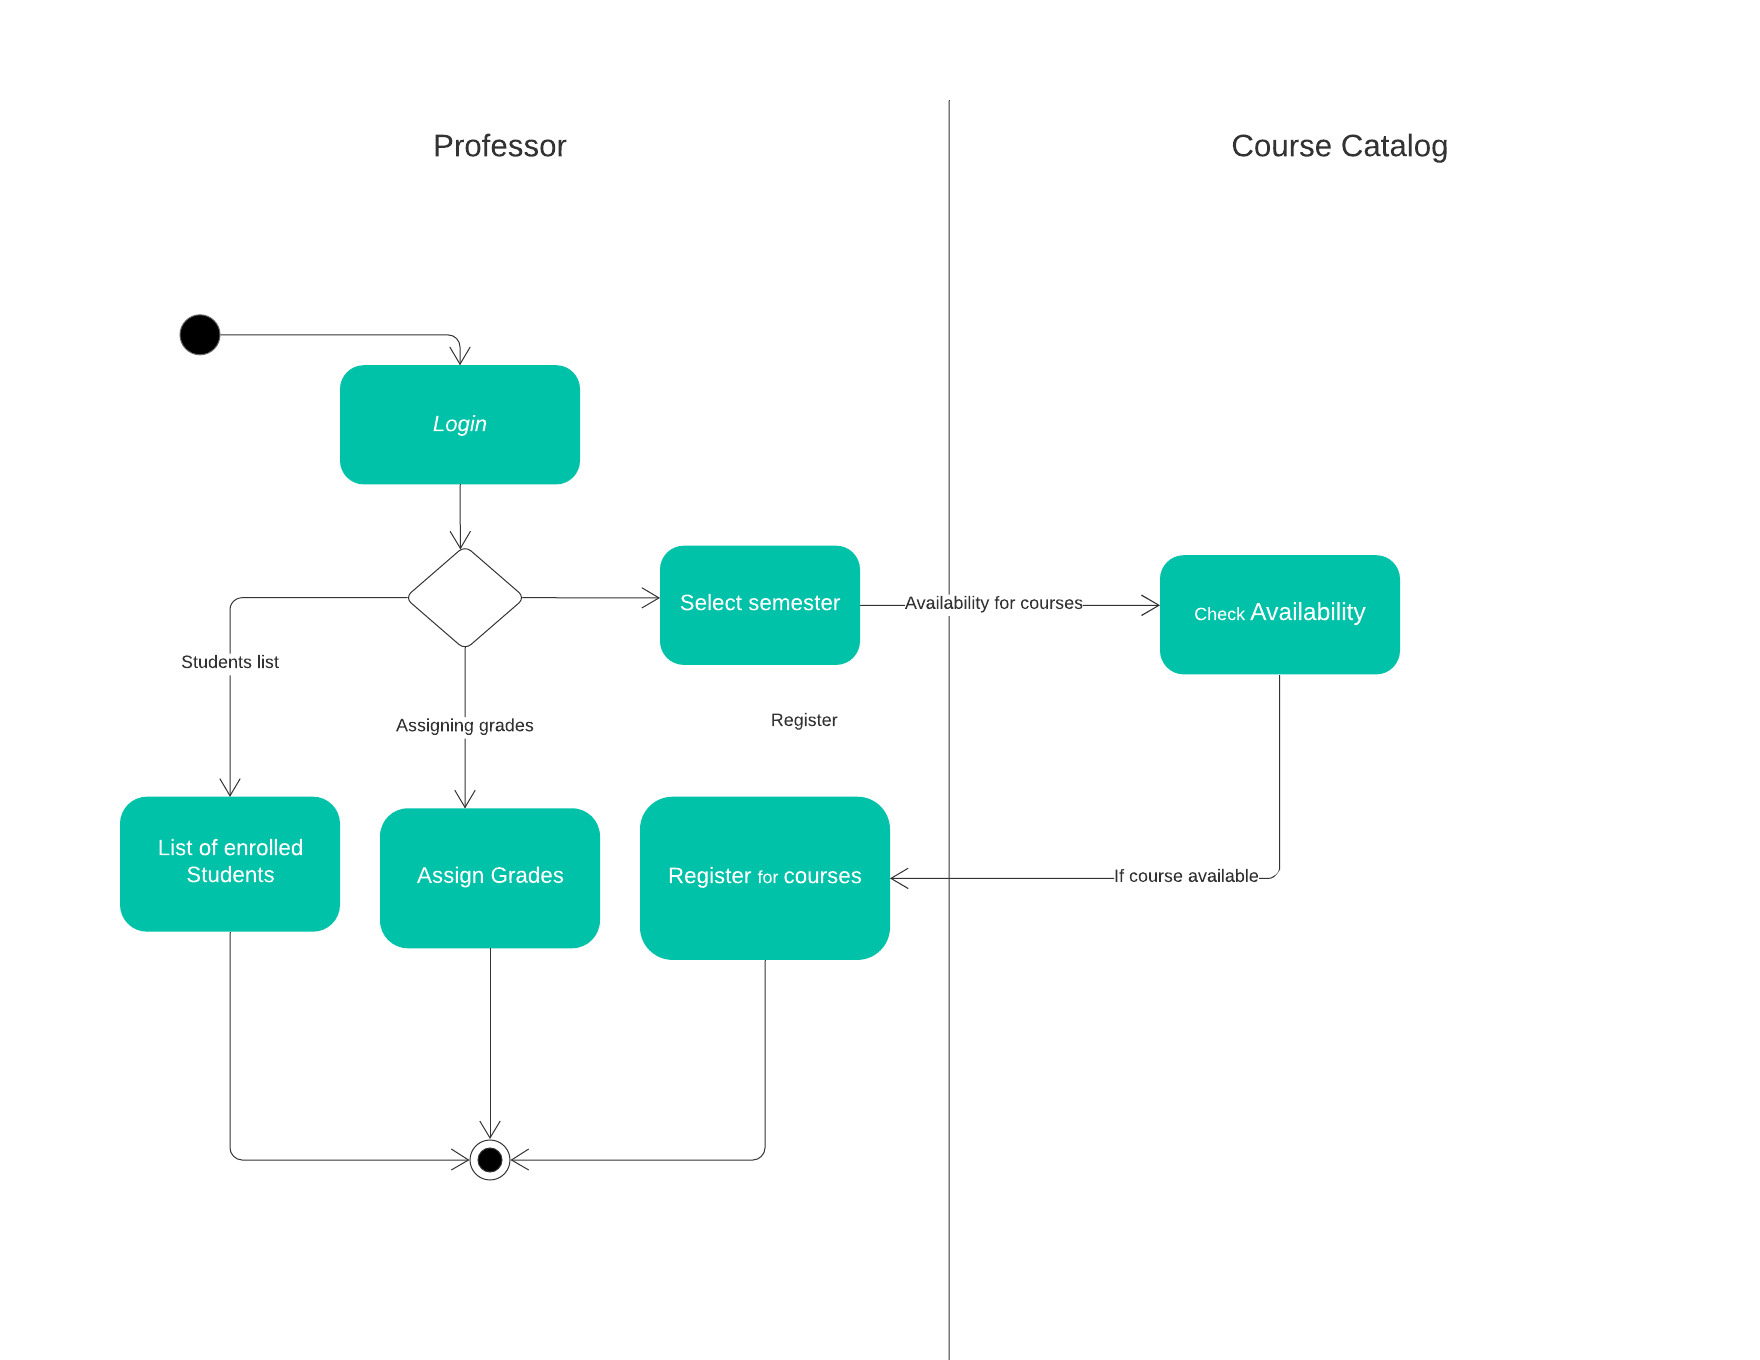 Professor
Course Catalog
Login
Select semester
Availability for courses
Check Availability
Students list
Assigning grades
Register
List of enrolled
Students
Assign Grades
Register for courses
If course available